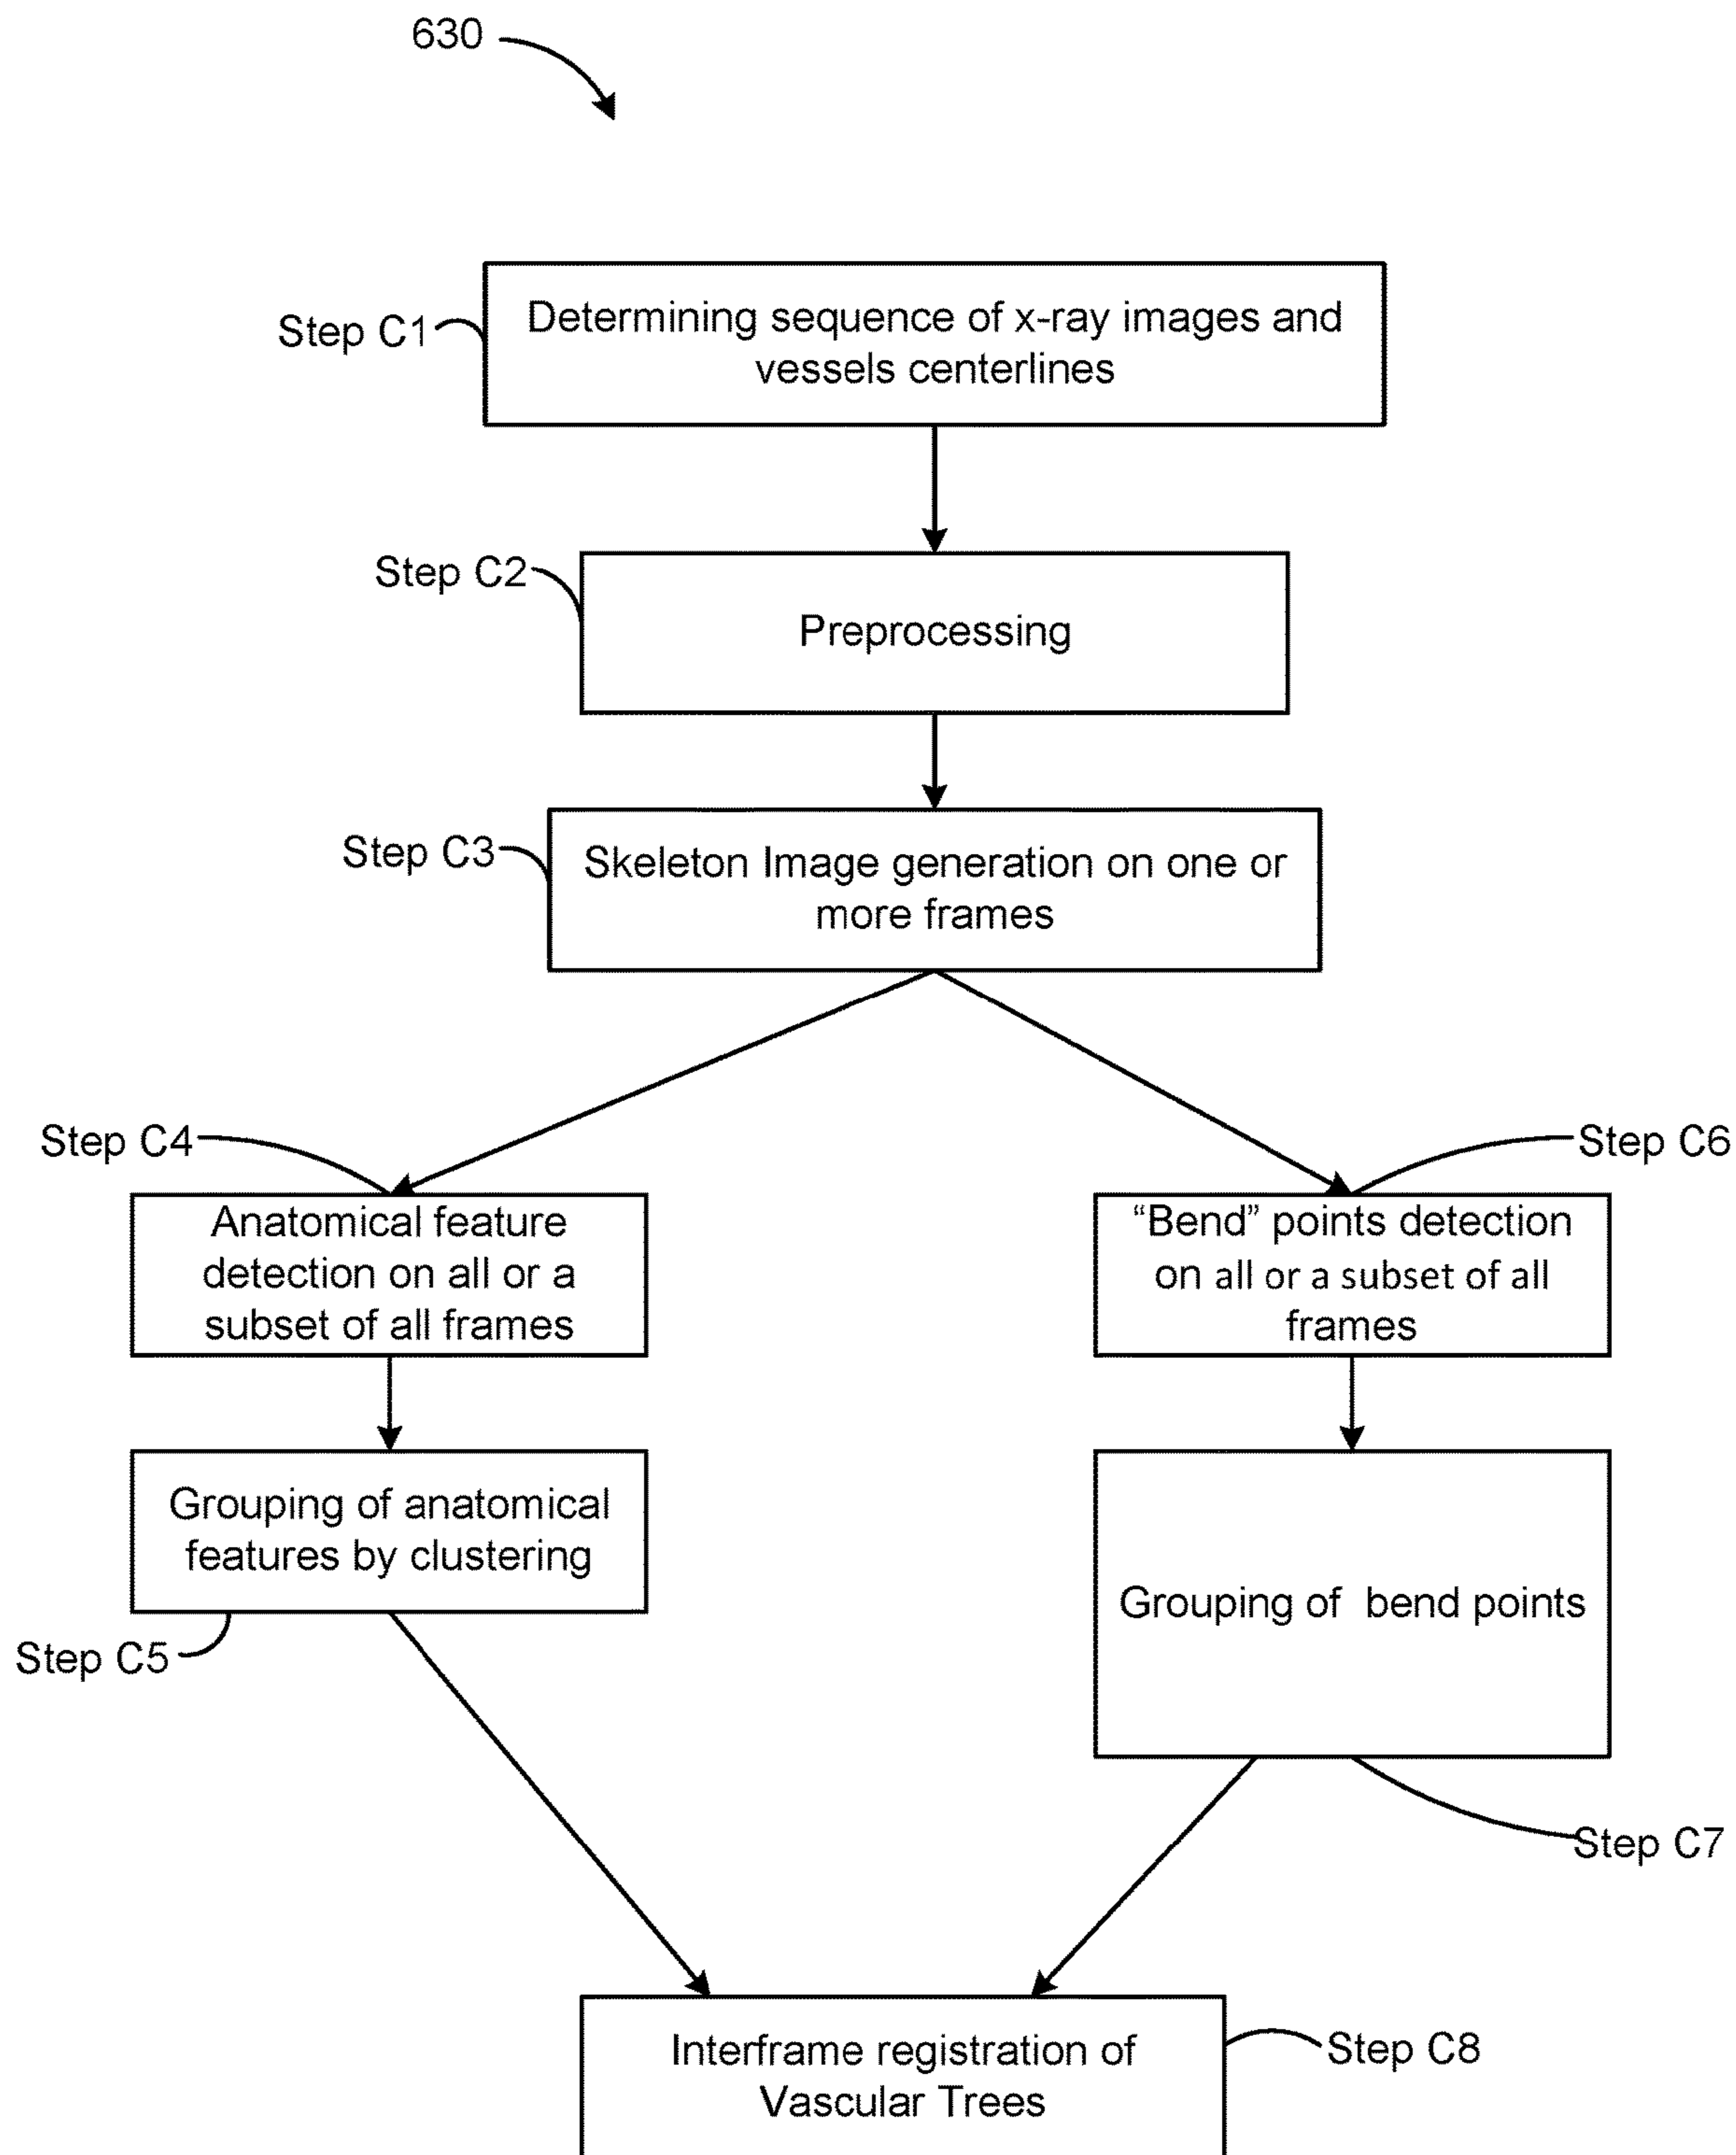 630
Step C1
Determining sequence of x-ray images and
vessels centerlines
Step C2
Preprocessing
Step C3
Skeleton Image generation on one or
more frames
Step C4
Anatomical feature
detection on all or a
subset of all frames
Step C6
“Bend” points detection
on all or a subset of all
frames
Grouping of anatomical
features by clustering
Step C5
Grouping of bend points
Step C7
Interframe registration of
Vascular Trees
Step C8